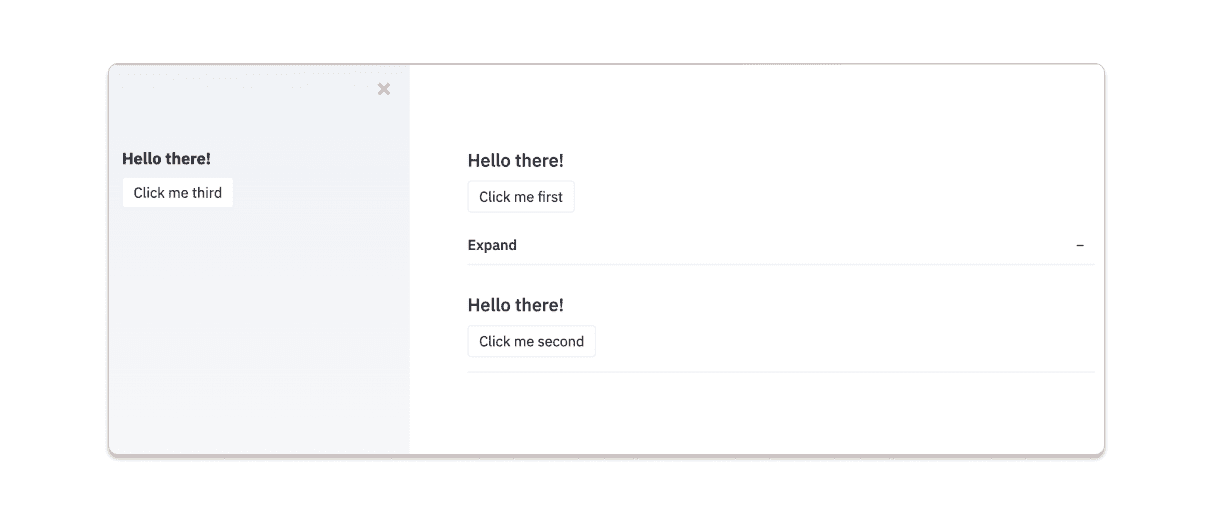 Hello there!
Click me third
Hello there!
Click me first
Expand
Hello there!
Click me second